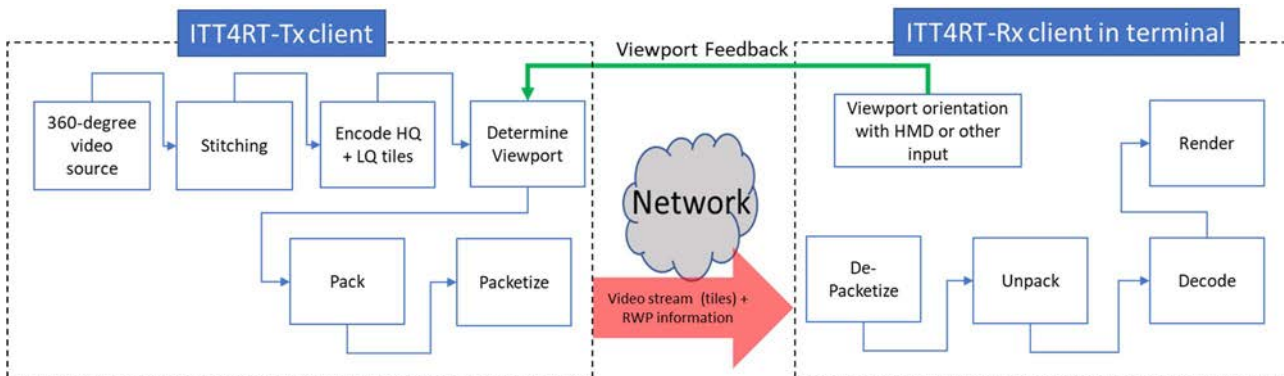 ITT4RT-Tx client
ITT4RT-Rx client in terminal
Viewport Feedback
360-degree
video
source
Stitching
Encode HQ
+ LQ tiles
Determine
Viewport
Viewport orientation
with HMD or other
input
Render
Network
Pack
Packetize
Video stream (tiles) +
RWP information
De-
Packetize
Unpack
Decode